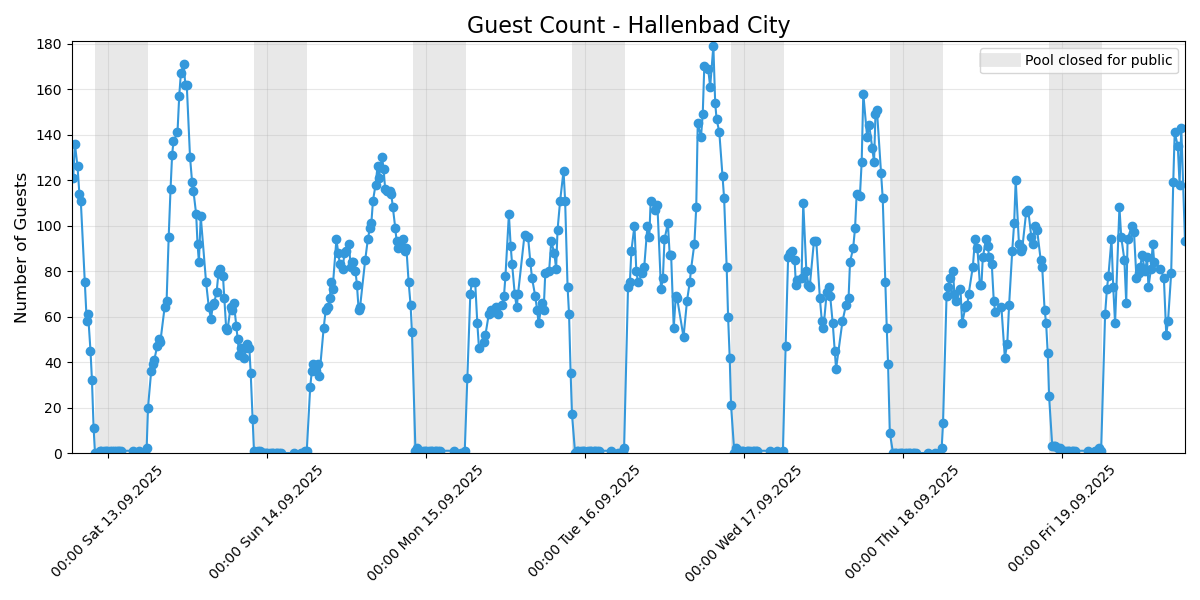 Guest Count - Hallenbad City
Pool closed for public
Number of Guests
180
160
140
120
100
80
60
40
20
0
00:00 Sat 13.09.2025
00:00 Sun 14.09.2025
00:00 Mon 15.09.2025
00:00 Tue 16.09.2025
00:00 Wed 17.09.2025
00:00 Thu 18.09.2025
00:00 Fri 19.09.2025